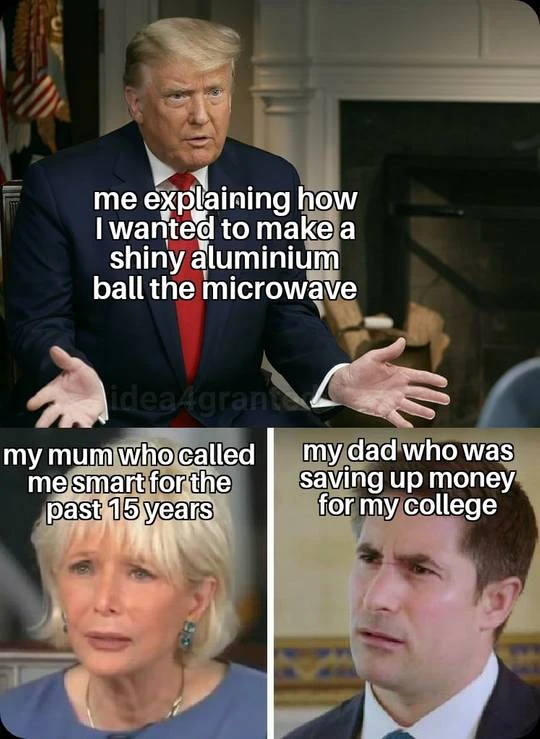 me explaining how
I wanted to make a
shiny aluminium
ball the microwave
my mum who called
me smart for the
past 15 years
my dad who was
saving up money
for my college